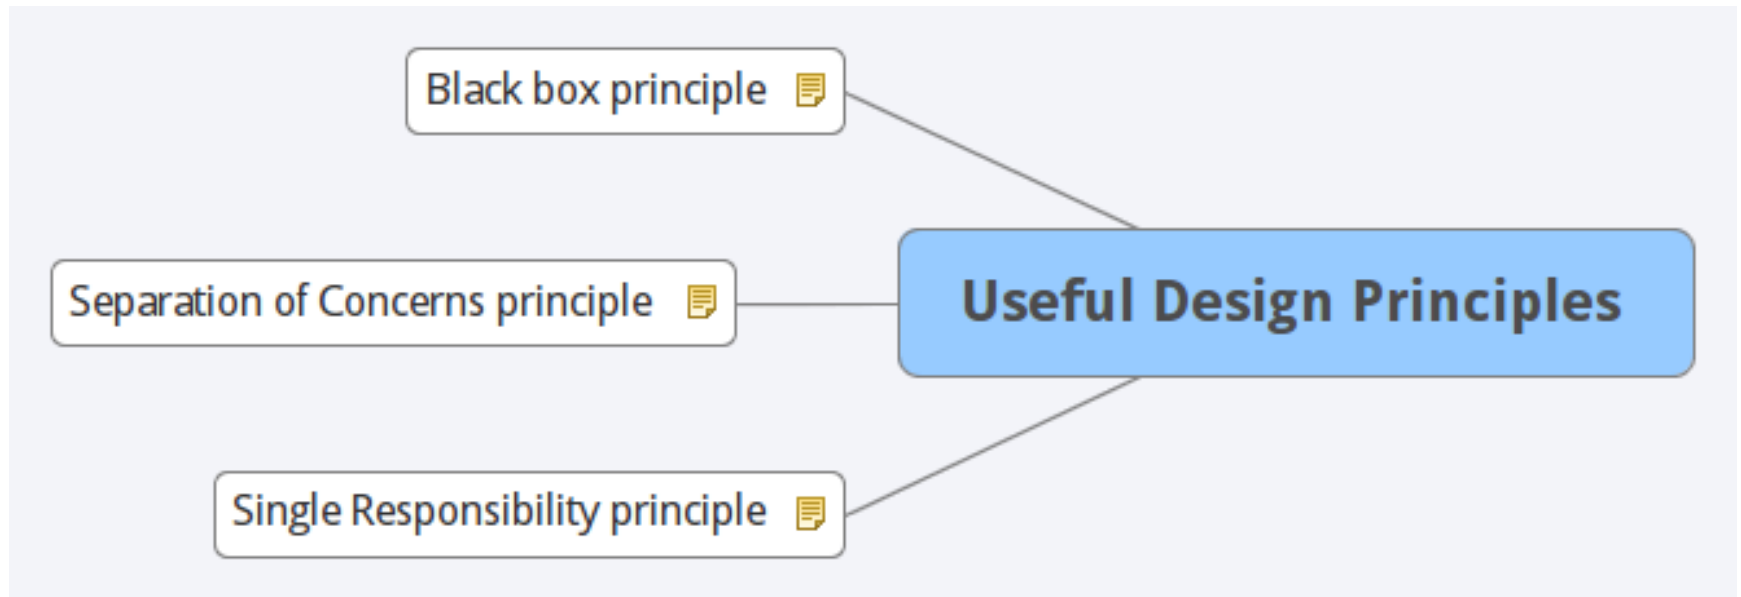 Black box principle
Separation of Concerns principle
Useful Design Principles
Single Responsibility principle